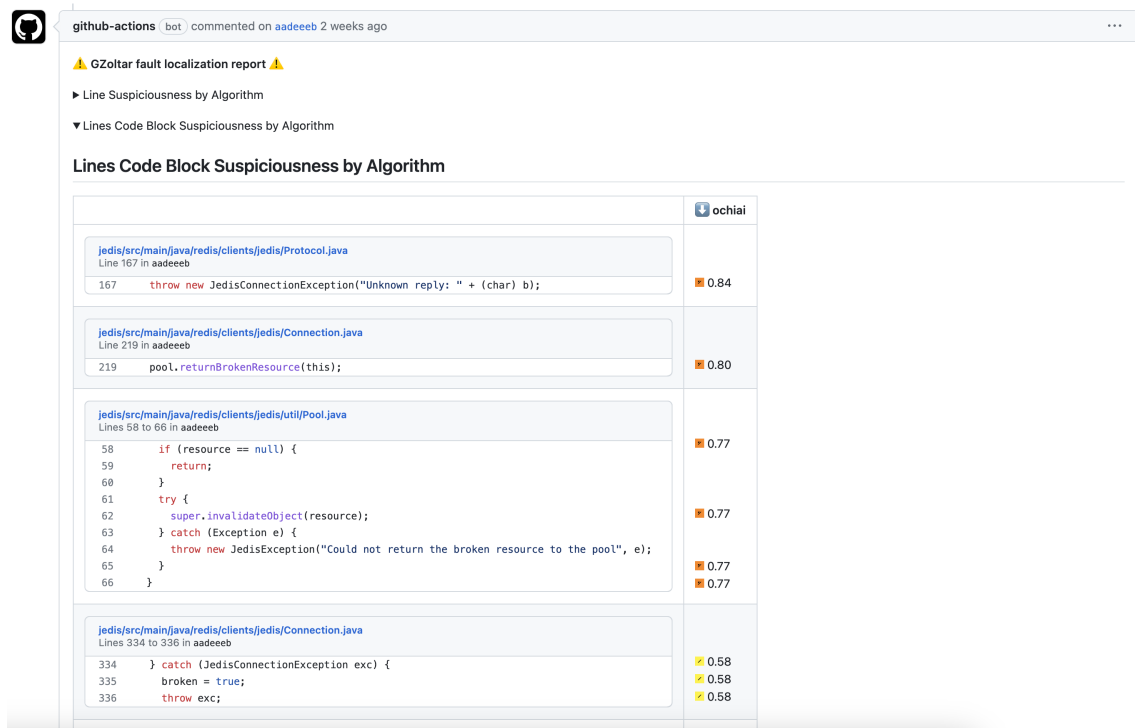 github-actions bot commented on aadeeeb 2 weeks ago
⚠️ GZoltar fault localization report ⚠️
▶ Line Suspiciousness by Algorithm
▼ Lines Code Block Suspiciousness by Algorithm
Lines Code Block Suspiciousness by Algorithm
⬇️ ochiai
jedis/src/main/java/redis/clients/jedis/Protocol.java
Line 167 in aadeeeb
167 throw new JedisConnectionException("Unknown reply: " + (char) b);
0.84
jedis/src/main/java/redis/clients/jedis/Connection.java
Line 219 in aadeeeb
219 pool.returnBrokenResource(this);
0.80
jedis/src/main/java/redis/clients/jedis/util/Pool.java
Lines 58 to 66 in aadeeeb
58 if (resource == null) {
59 return;
60 }
61 try {
62 super.invalidateObject(resource);
63 } catch (Exception e) {
64 throw new JedisException("Could not return the broken resource to the pool", e);
65 }
66 }
0.77
0.77
0.77
0.77
jedis/src/main/java/redis/clients/jedis/Connection.java
Lines 334 to 336 in aadeeeb
334 } catch (JedisConnectionException exc) {
335 broken = true;
336 throw exc;
0.58
0.58
0.58